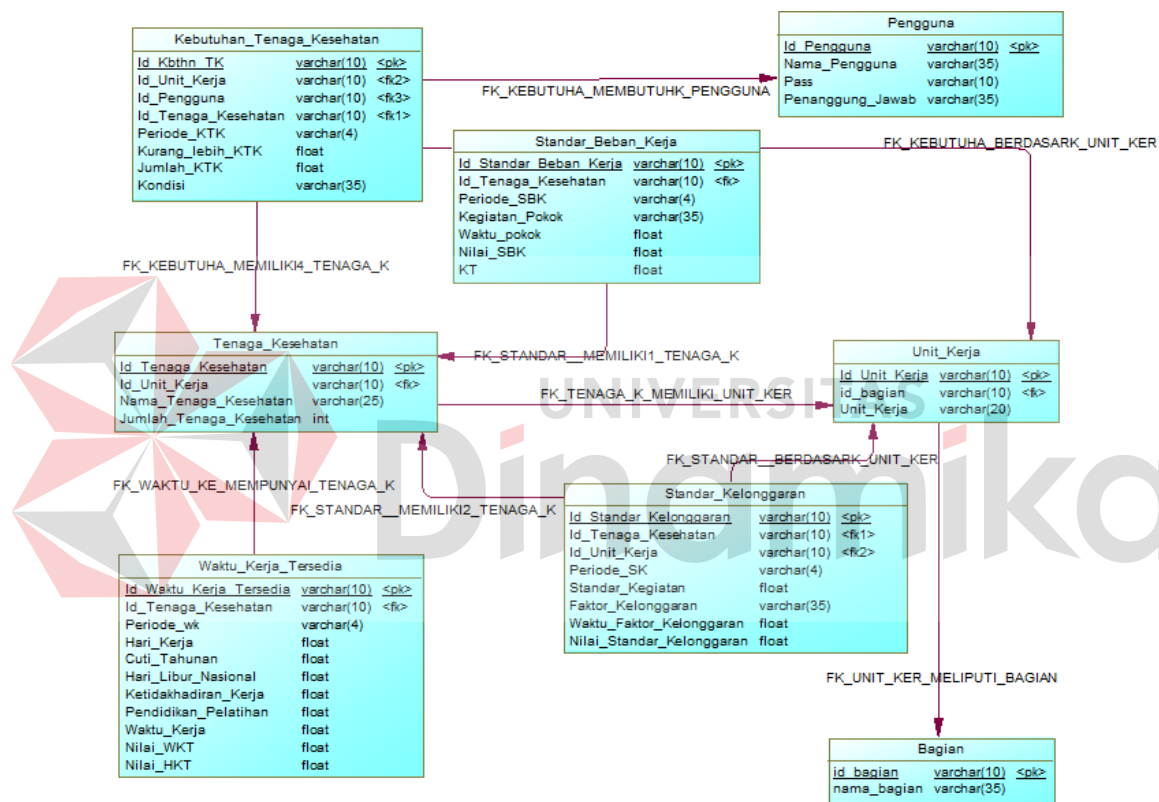 Kebutuhan_Tenaga_Kesehatan
Id_Kbthn_TK varchar(10) <pk>
Id_Unit_Kerja varchar(10) <fk2>
Id_Pengguna varchar(10) <fk3>
Id_Tenaga_Kesehatan varchar(10) <fk1>
Periode_KTK varchar(4)
Kurang_lebih_KTK float
Jumlah_KTK float
Kondisi varchar(35)
Pengguna
Id_Pengguna varchar(10) <pk>
Nama_Pengguna varchar(35)
Pass varchar(10)
Penanggung_Jawab varchar(35)
FK_KEBUTUHA_MEMBUTUHK_PENGGUNA
Standar_Beban_Kerja
Id_Standar_Beban_Kerja varchar(10) <pk>
Id_Tenaga_Kesehatan varchar(10) <fk>
Periode_SBK varchar(4)
Kegiatan_Pokok varchar(35)
Waktu_pokok float
Nilai_SBK float
KT float
FK_KEBUTUHA_BERDASARK_UNIT_KER
FK_KEBUTUHA_MEMILIKI4_TENAGA_K
Tenaga_Kesehatan
Id_Tenaga_Kesehatan varchar(10) <pk>
Id_Unit_Kerja varchar(10) <fk>
Nama_Tenaga_Kesehatan varchar(25)
Jumlah_Tenaga_Kesehatan int
FK_STANDAR__MEMILIKI1_TENAGA_K
Unit_Kerja
Id_Unit_Kerja varchar(10) <pk>
id_bagian varchar(10) <fk>
Unit_Kerja varchar(20)
FK_TENAGA_K_MEMILIKI_UNIT_KER
UNIVERSITAS
Dinamika
FK_STANDAR__BERDASARK_UNIT_KER
FK_WAKTU_KE_MEMPUNYAI_TENAGA_K
FK_STANDAR__MEMILIKI2_TENAGA_K
Standar_Kelonggaran
Id_Standar_Kelonggaran varchar(10) <pk>
Id_Tenaga_Kesehatan varchar(10) <fk1>
Id_Unit_Kerja varchar(10) <fk2>
Periode_SK varchar(4)
Standar_Kegiatan float
Faktor_Kelonggaran varchar(35)
Waktu_Faktor_Kelonggaran float
Nilai_Standar_Kelonggaran float
Waktu_Kerja_Tersedia
Id_Waktu_Kerja_Tersedia varchar(10) <pk>
Id_Tenaga_Kesehatan varchar(10) <fk>
Periode_wk varchar(4)
Hari_Kerja float
Cuti_Tahunan float
Hari_Libur_Nasional float
Ketidakhadiran_Kerja float
Pendidikan_Pelatihan float
Waktu_Kerja float
Nilai_WKT float
Nilai_HKT float
FK_UNIT_KER_MELIPUTI_BAGIAN
Bagian
id_bagian varchar(10) <pk>
nama_bagian varchar(35)